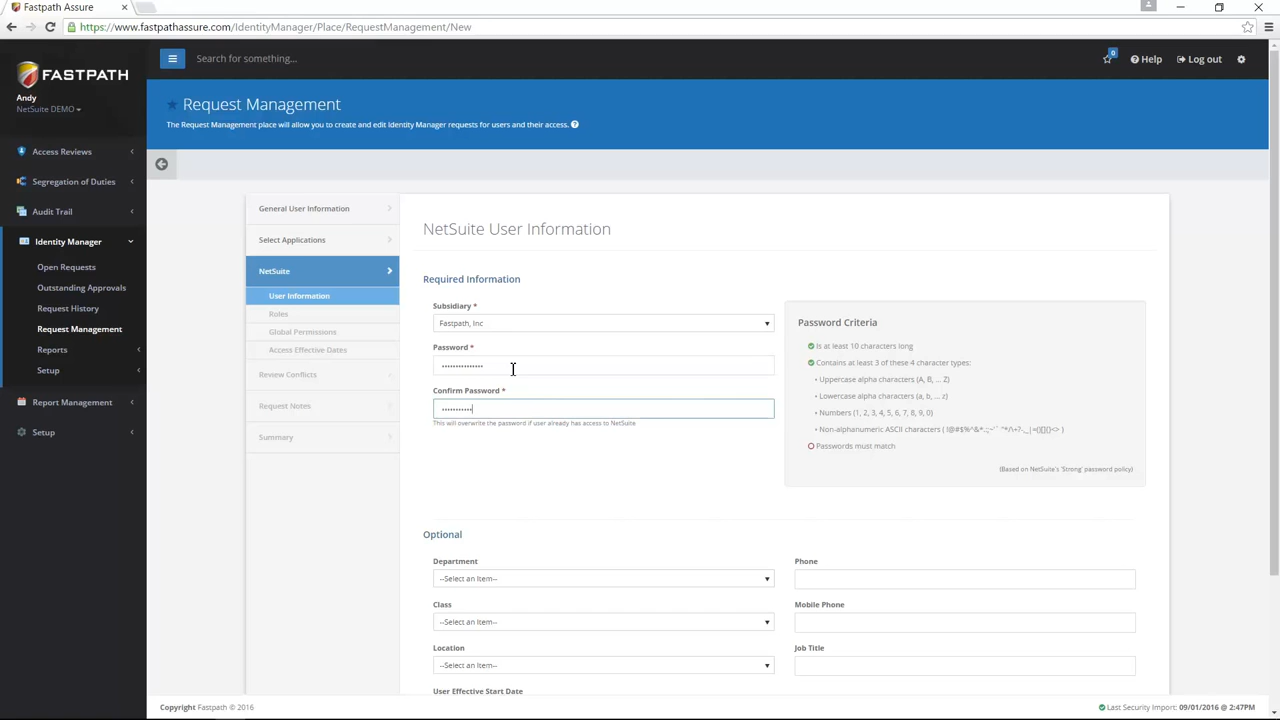 Fastpath Assure
https://www.fastpathassure.com/IdentityManager/Place/RequestManagement/New
FASTPATH
Andy
NetSuite DEMO
Search for something...
0
Help
Log out
Request Management
The Request Management place will allow you to create and edit Identity Manager requests for users and their access.
Access Reviews
Segregation of Duties
Audit Trail
Identity Manager
Open Requests
Outstanding Approvals
Request History
Request Management
Reports
Setup
Report Management
Setup
General User Information
Select Applications
NetSuite
User Information
Roles
Global Permissions
Access Effective Dates
Review Conflicts
Request Notes
Summary
NetSuite User Information
Required Information
Subsidiary *
Fastpath, Inc
Password *
Confirm Password *
This will overwrite the password if user already has access to NetSuite
Password Criteria
Is at least 10 characters long
Contains at least 3 of these 4 character types:
• Uppercase alpha characters (A, B, ... Z)
• Lowercase alpha characters (a, b, ... z)
• Numbers (1, 2, 3, 4, 5, 6, 7, 8, 9, 0)
• Non-alphanumeric ASCII characters
Passwords must match
(Based on NetSuite's 'Strong' password policy)
Optional
Department
--Select an Item--
Phone
Class
--Select an Item--
Mobile Phone
Location
--Select an Item--
Job Title
User Effective Start Date
Copyright Fastpath © 2016
Last Security Import: 09/01/2016 @ 2:47PM